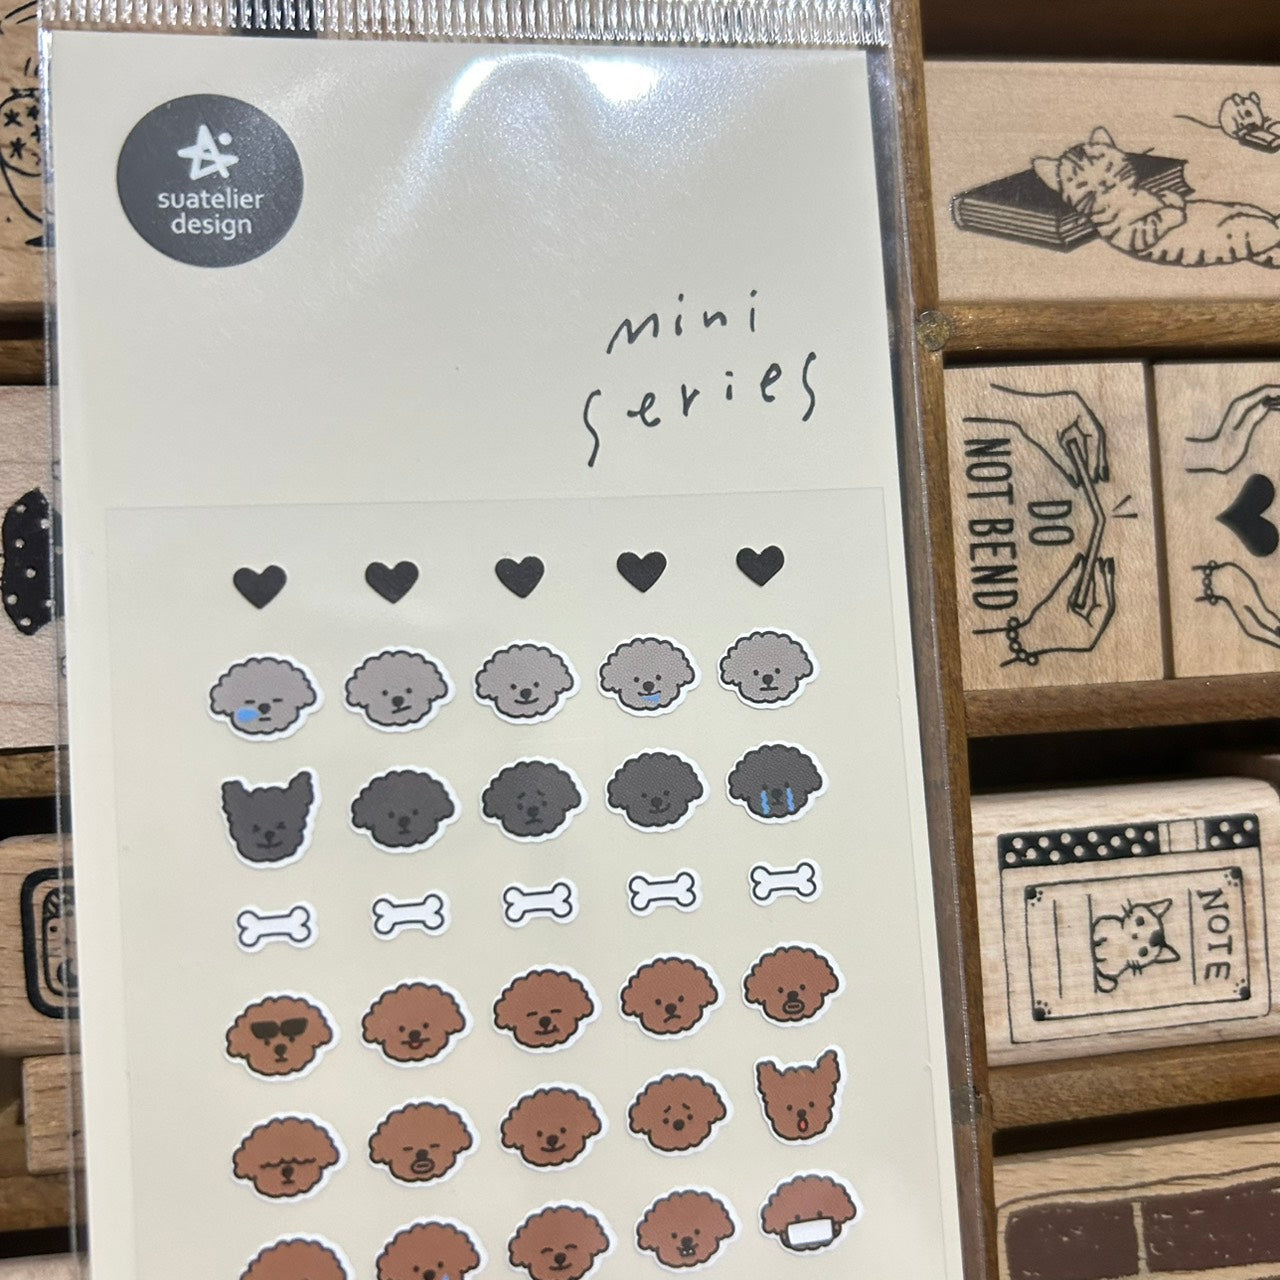 suatelier
design
mini
series
DO
NOT BEND
NOTE